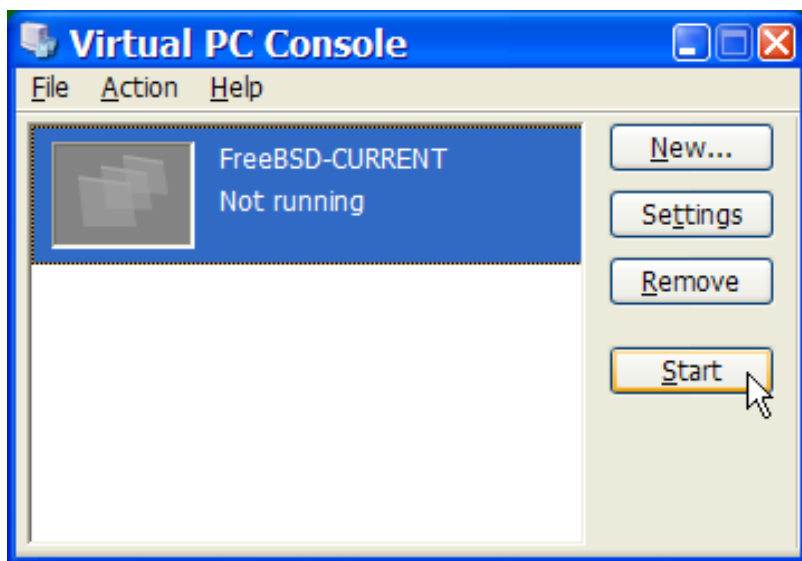 Virtual PC Console
File Action Help
FreeBSD-CURRENT
Not running
New...
Settings
Remove
Start